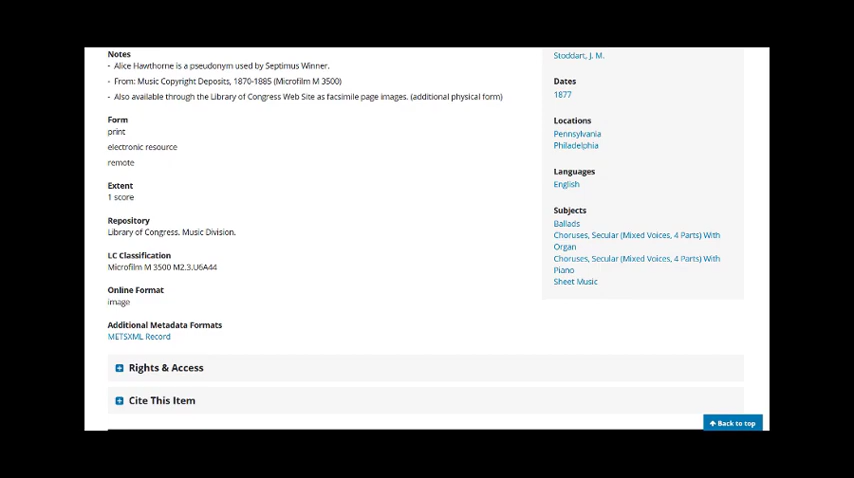 Notes
- Alice Hawthorne is a pseudonym used by Septimus Winner.
- From: Music Copyright Deposits, 1870-1885 (Microfilm M 3500)
- Also available through the Library of Congress Web Site as facsimile page images. (additional physical form)
Form
print
electronic resource
remote
Extent
1 score
Repository
Library of Congress. Music Division.
LC Classification
Microfilm M 3500 M2.3.U6A44
Online Format
image
Additional Metadata Formats
METSXML Record
Stoddart, J. M.
Dates
1877
Locations
Pennsylvania
Philadelphia
Languages
English
Subjects
Ballads
Choruses, Secular (Mixed Voices, 4 Parts) With
Organ
Choruses, Secular (Mixed Voices, 4 Parts) With
Piano
Sheet Music
Rights & Access
Cite This Item
Back to top